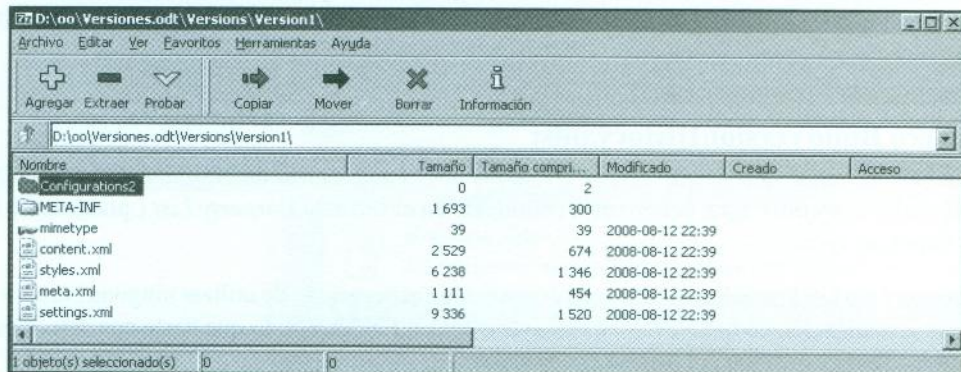 D:\oo\Versiones.odt\Versions\Version1\
Archivo Editar Ver Favoritos Herramientas Ayuda
Agregar Extraer Probar Copiar Mover Borrar Información
D:\oo\Versiones.odt\Versions\Version1\
Nombre Tamaño Tamaño compri... Modificado Creado Acceso
Configurations2 0 2
META-INF 1 693 300
mimetype 39 39 2008-08-12 22:39
content.xml 2 529 674 2008-08-12 22:39
styles.xml 6 238 1 346 2008-08-12 22:39
meta.xml 1 111 454 2008-08-12 22:39
settings.xml 9 336 1 520 2008-08-12 22:39
1 objeto(s) seleccionado(s) 0 0